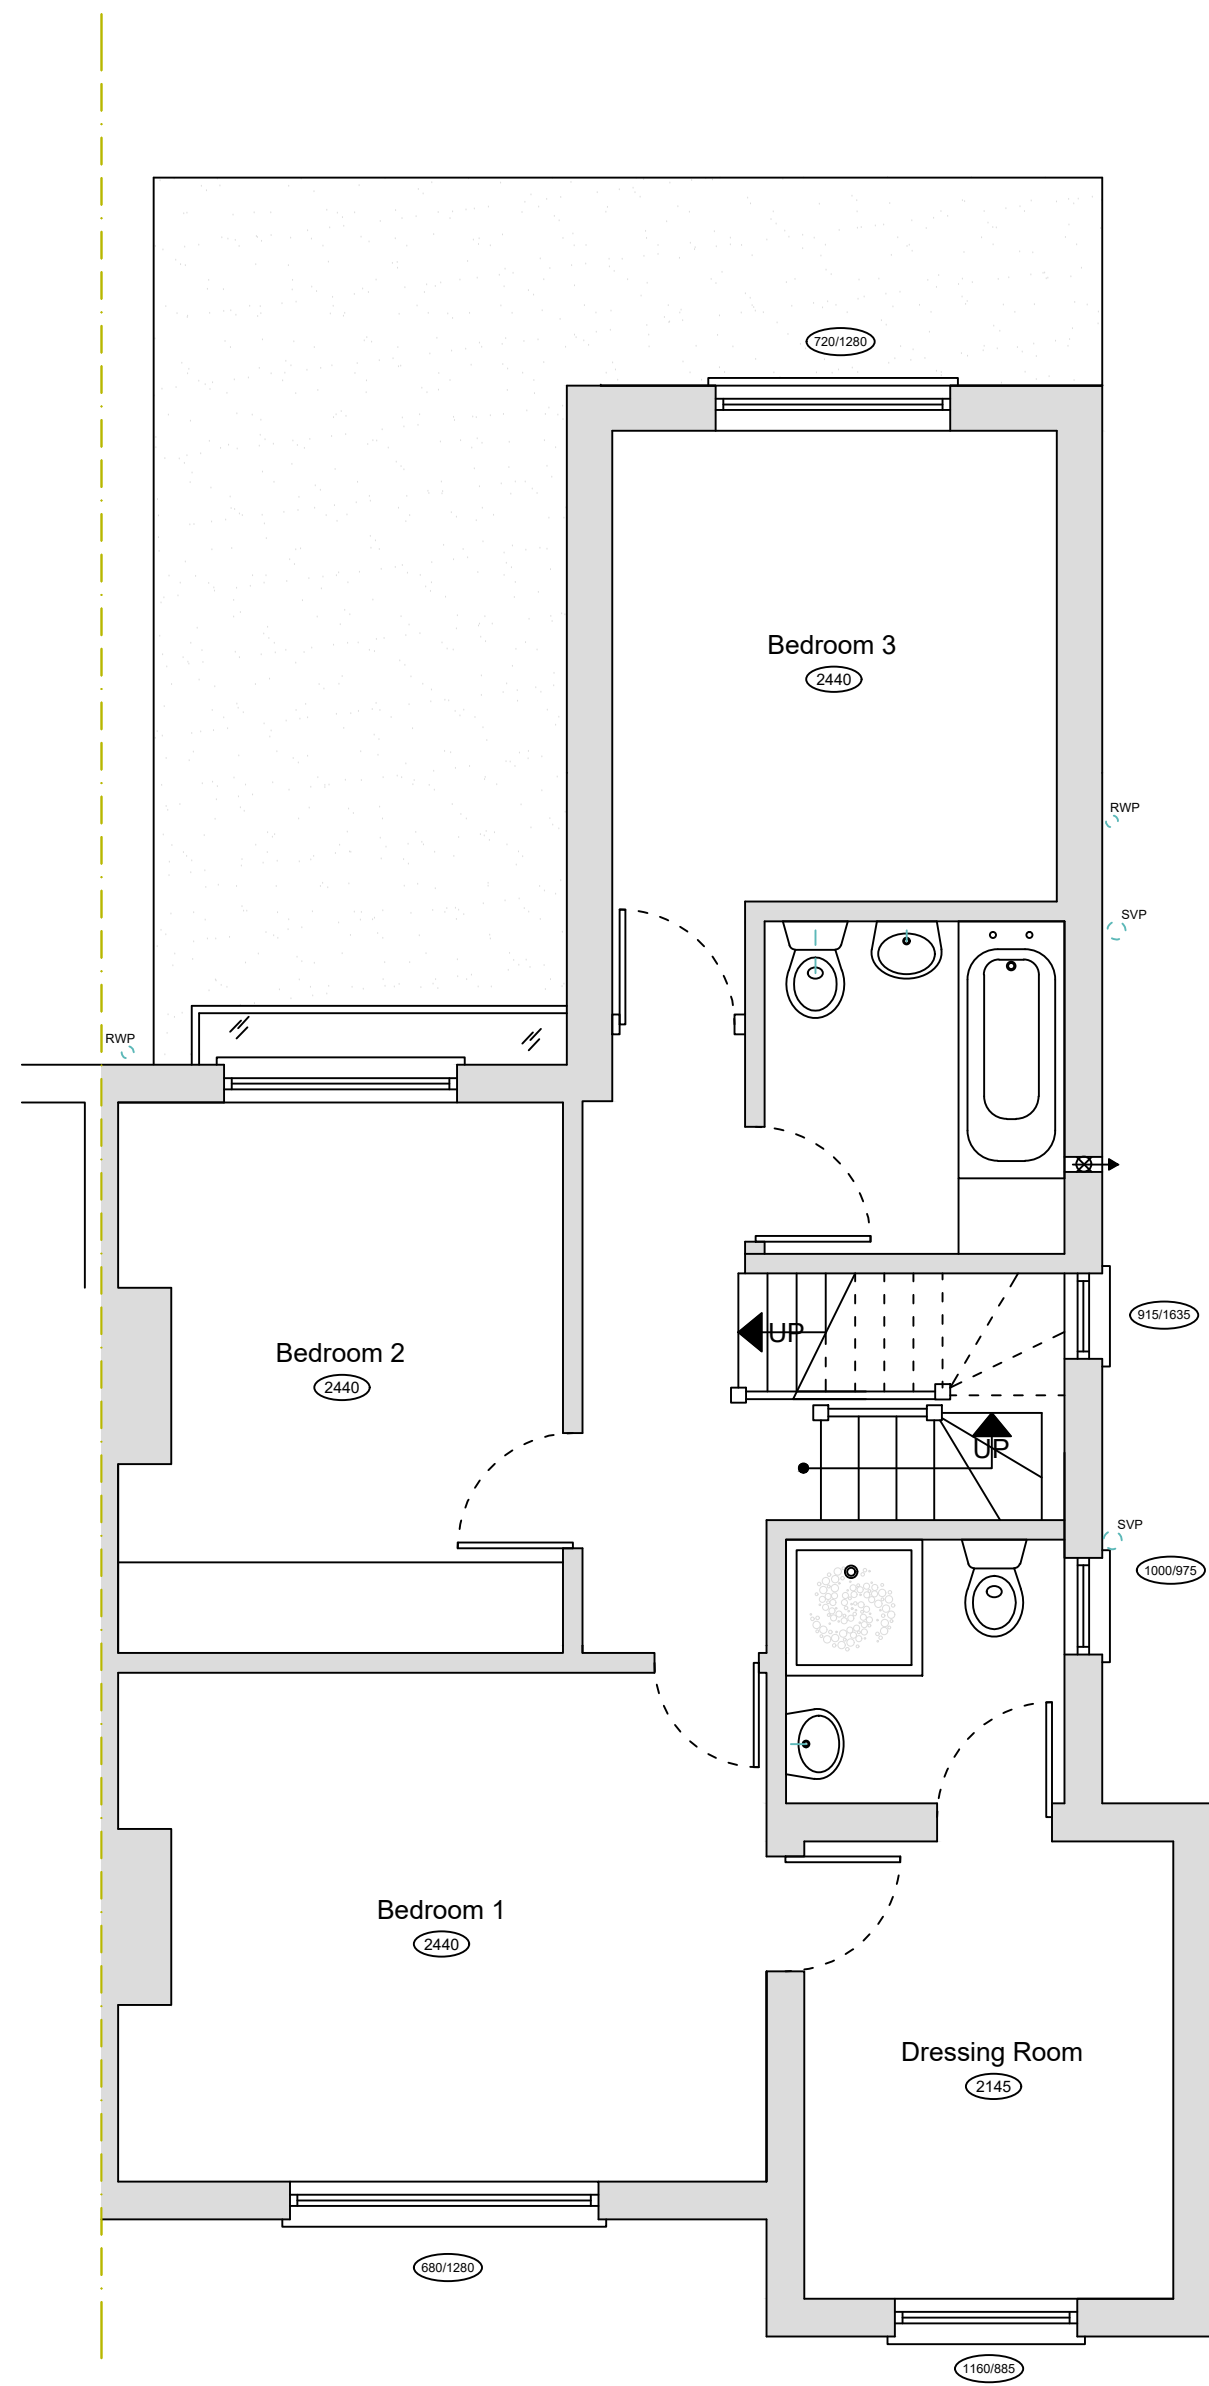 720/1280
Bedroom 3
2440
RWP
SVP
RWP
UP
915/1635
Bedroom 2
2440
UP
SVP
1000/975
Bedroom 1
2440
Dressing Room
2145
680/1280
1160/885